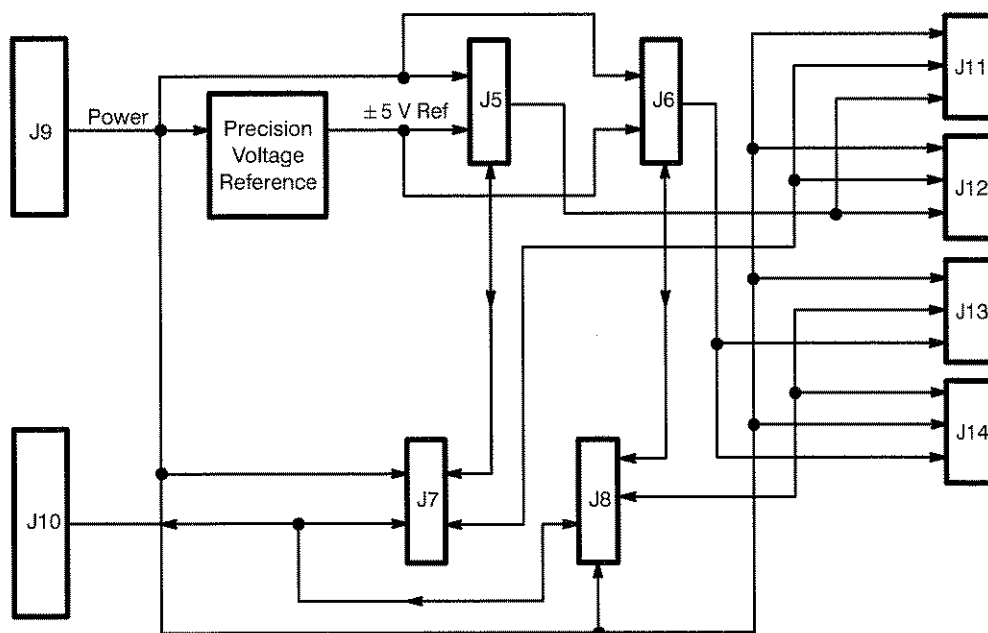 J9
Power
Precision
Voltage
Reference
± 5 V Ref
J5
J6
J11
J12
J13
J14
J10
J7
J8